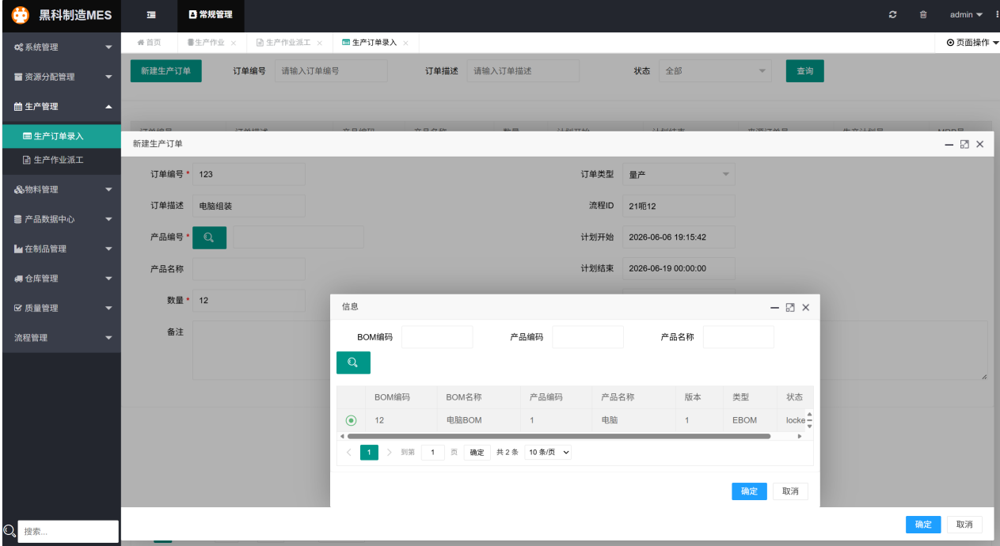 黑科制造MES 常规管理 admin
系统管理 首页 生产作业 × 生产作业派工 × 生产订单录入 × 页面操作
资源分配管理 新建生产订单 订单编号 请输入订单编号 订单描述 请输入订单描述 状态 全部 查询
生产管理
生产订单录入
新建生产订单
生产作业派工
订单编号 * 123 订单类型 量产
物料管理
订单描述 电脑组装 流程ID 21呃12
产品数据中心
产品编号 * 计划开始 2026-06-06 19:15:42
在制品管理
产品名称 计划结束 2026-06-19 00:00:00
仓库管理
数量 * 12
质量管理 信息
备注
流程管理 BOM编码 产品编码 产品名称
BOM编码 BOM名称 产品编码 产品名称 版本 类型 状态
12 电脑BOM 1 电脑 1 EBOM locke
1 到第 1 页 确定 共 2 条 10 条/页
确定 取消
搜索... 确定 取消